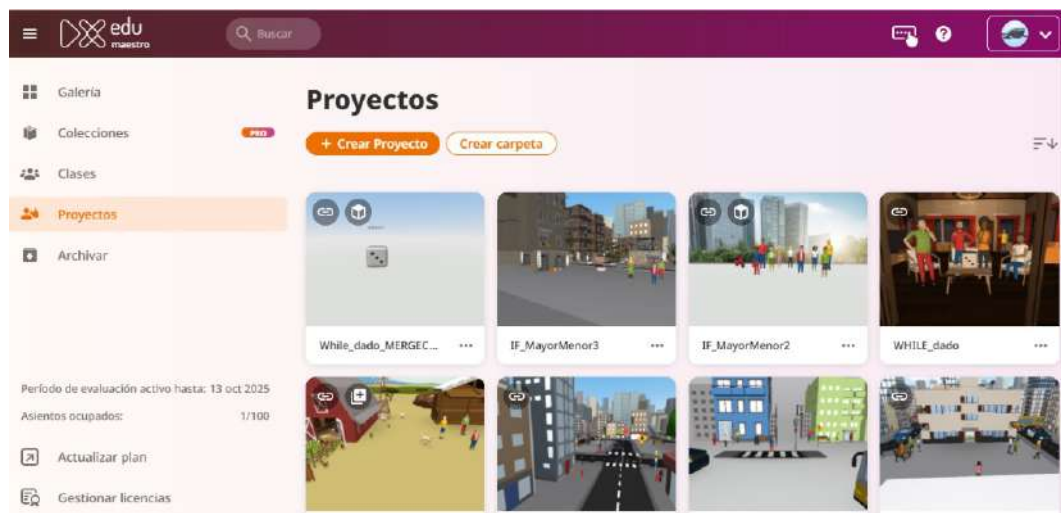 edu
maestro
Buscar
Galería
Colecciones
PRO
Clases
Proyectos
Archivar
Período de evaluación activo hasta: 13 oct 2025
Asientos ocupados: 1/100
Actualizar plan
Gestionar licencias
Proyectos
+ Crear Proyecto
Crear carpeta
While_dado_MERGEC...
IF_MayorMenor3
IF_MayorMenor2
WHILE_dado